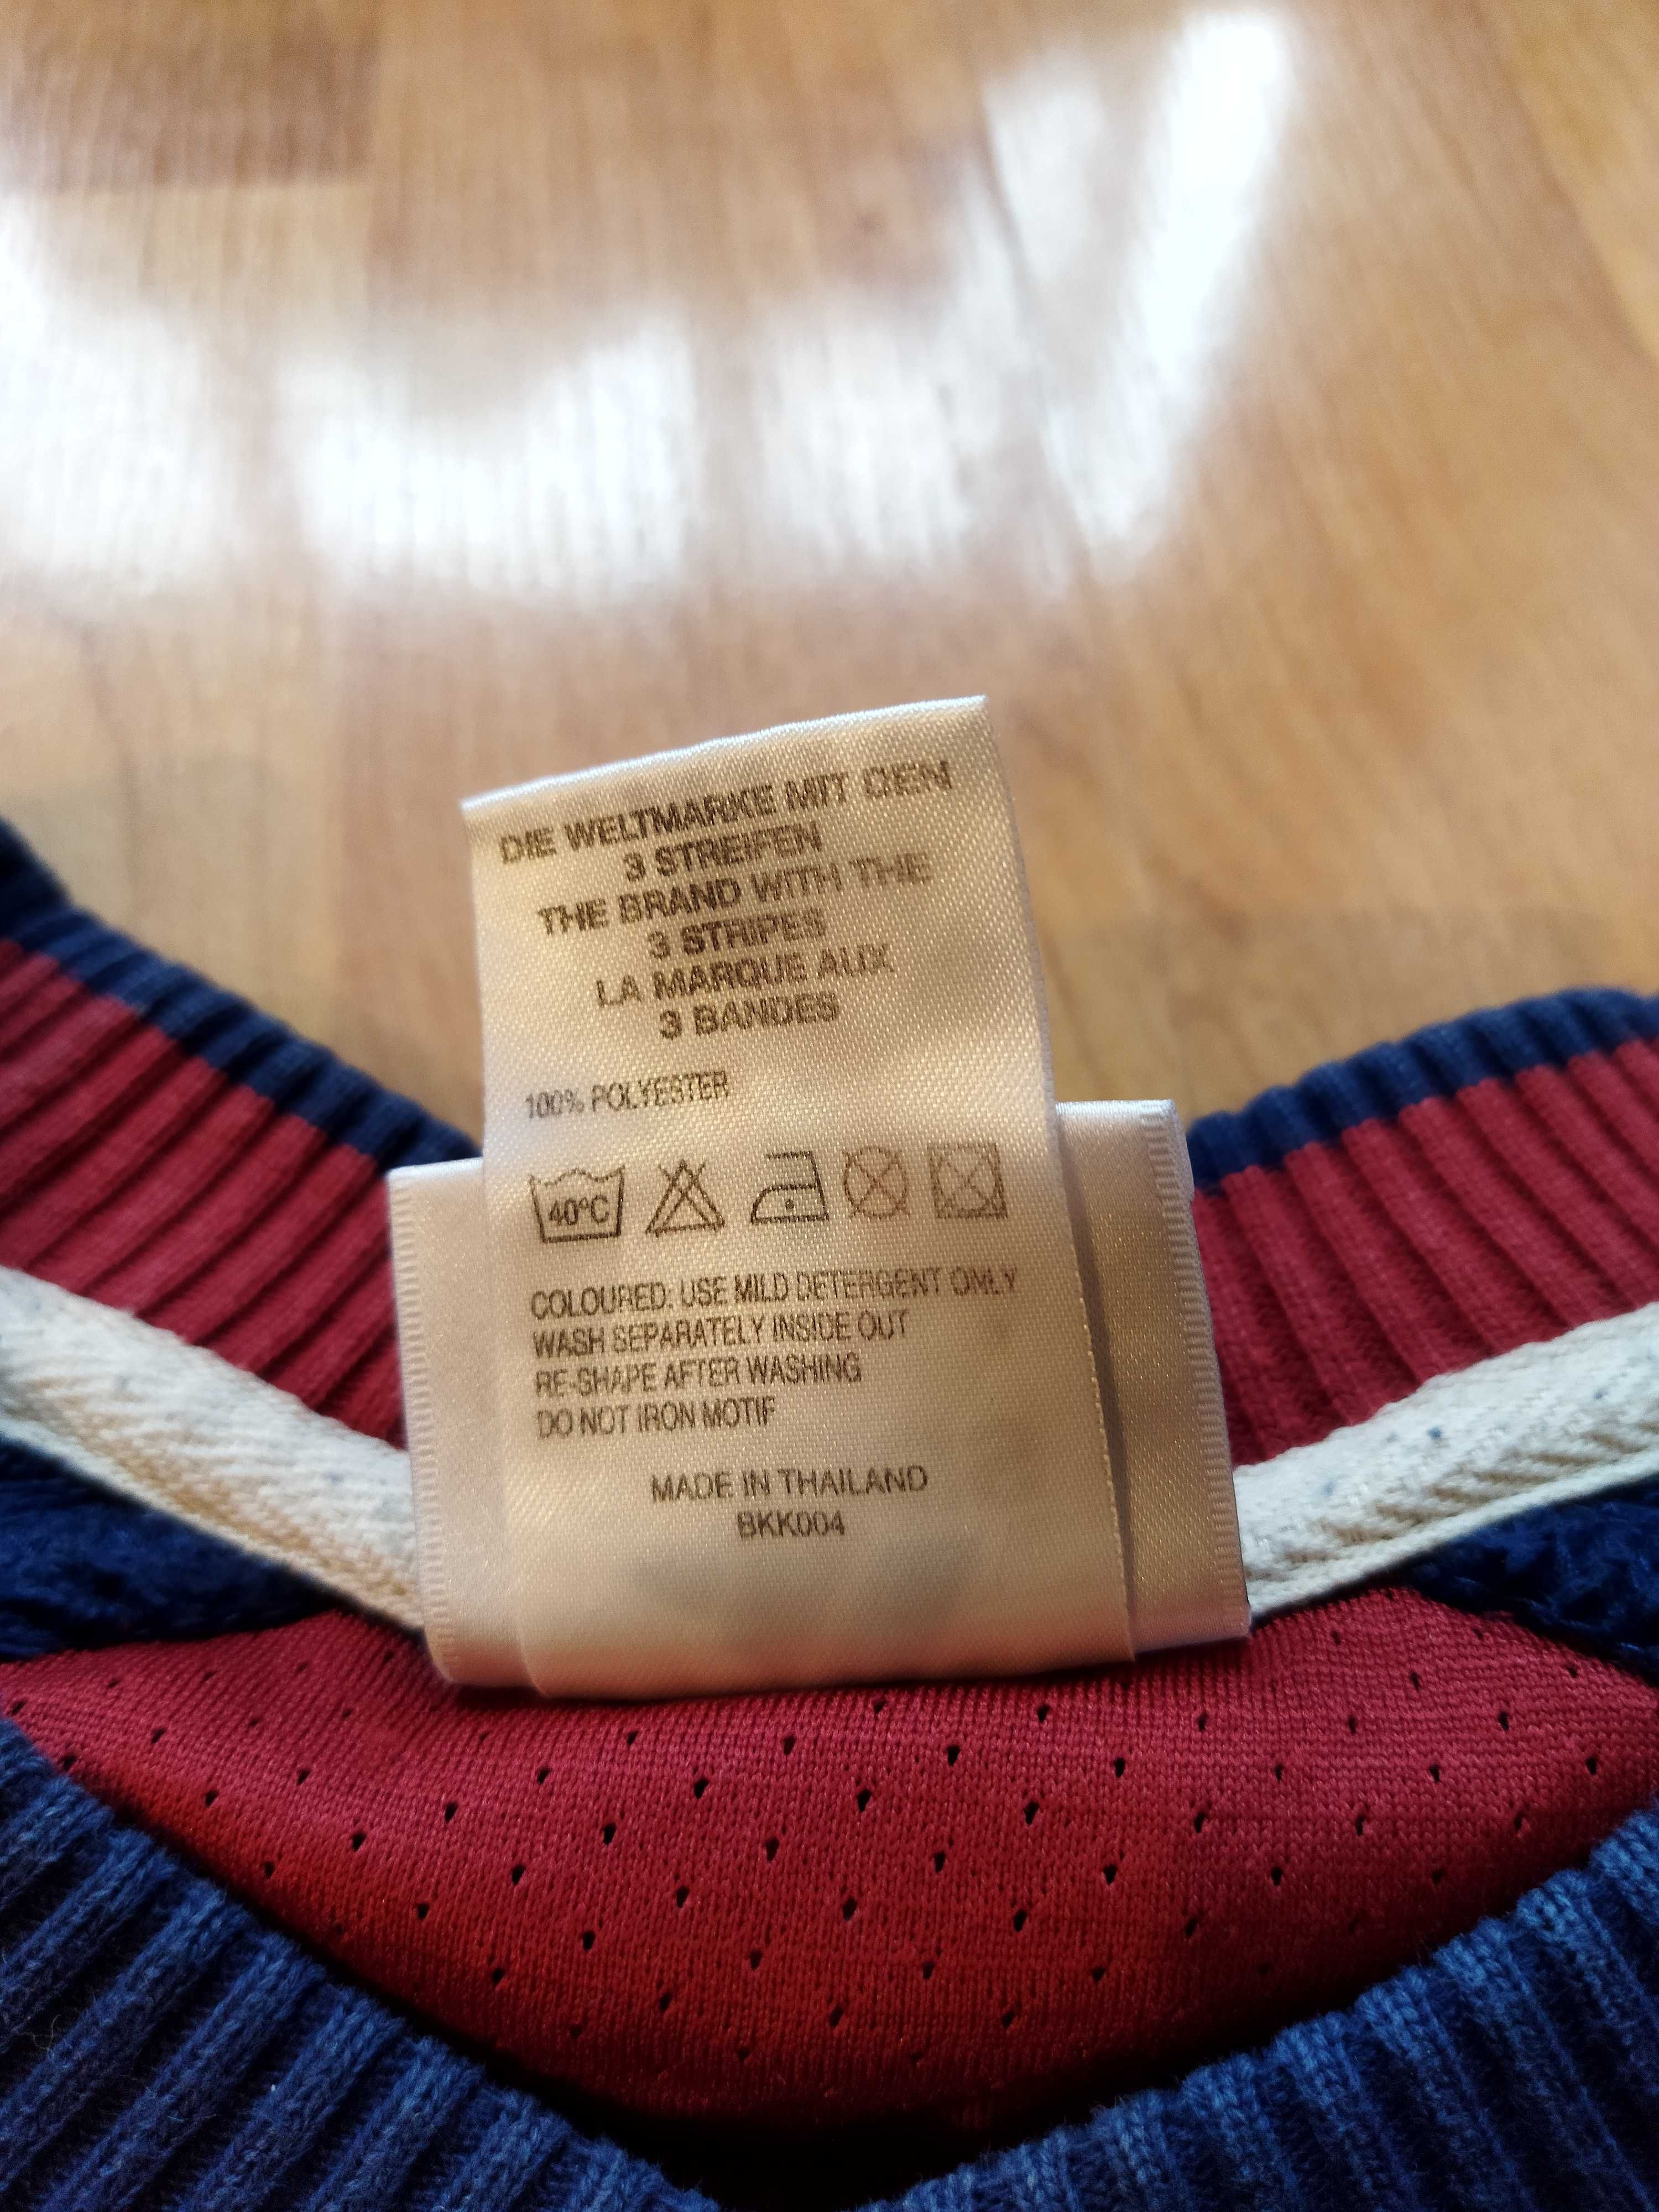 DIE WELTMARKE MIT DEN
3 STREIFEN
THE BRAND WITH THE
3 STRIPES
LA MARQUE AUX
3 BANDES
100% POLYESTER
40°C
COLOURED: USE MILD DETERGENT ONLY
WASH SEPARATELY INSIDE OUT
RE-SHAPE AFTER WASHING
DO NOT IRON MOTIF
MADE IN THAILAND
BKK004